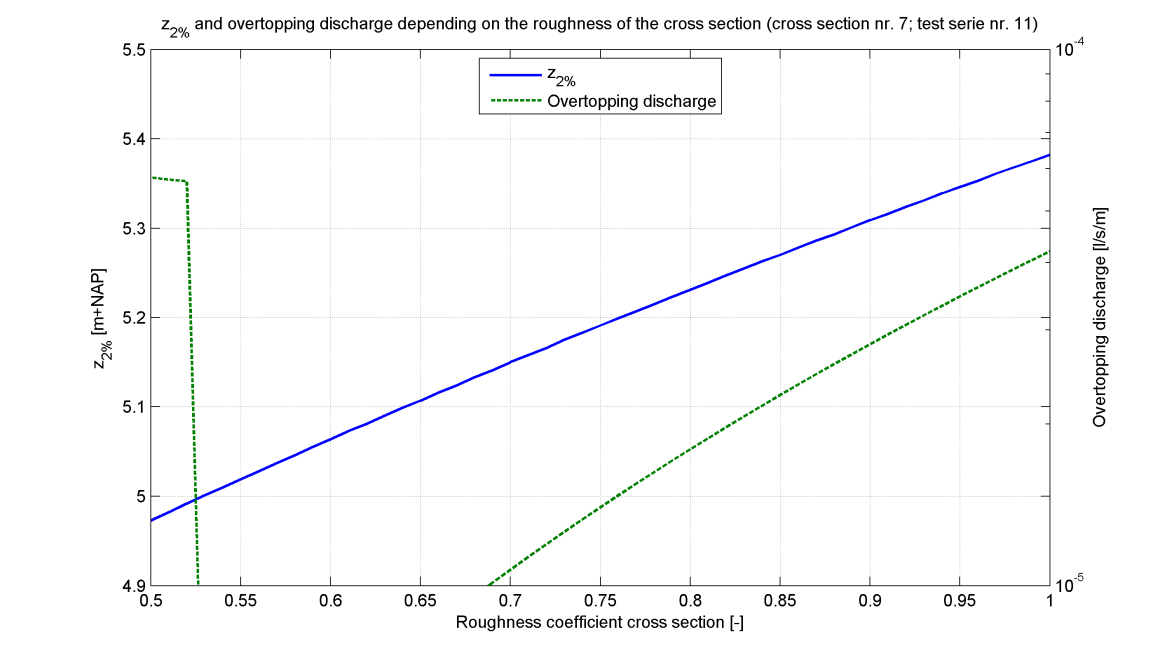 z2% and overtopping discharge depending on the roughness of the cross section (cross section nr. 7; test serie nr. 11)
z2%
Overtopping discharge
5.5
5.4
5.3
5.2
5.1
5
4.9
z2% [m+NAP]
10-4
10-5
Overtopping discharge [l/s/m]
0.5 0.55 0.6 0.65 0.7 0.75 0.8 0.85 0.9 0.95 1
Roughness coefficient cross section [-]